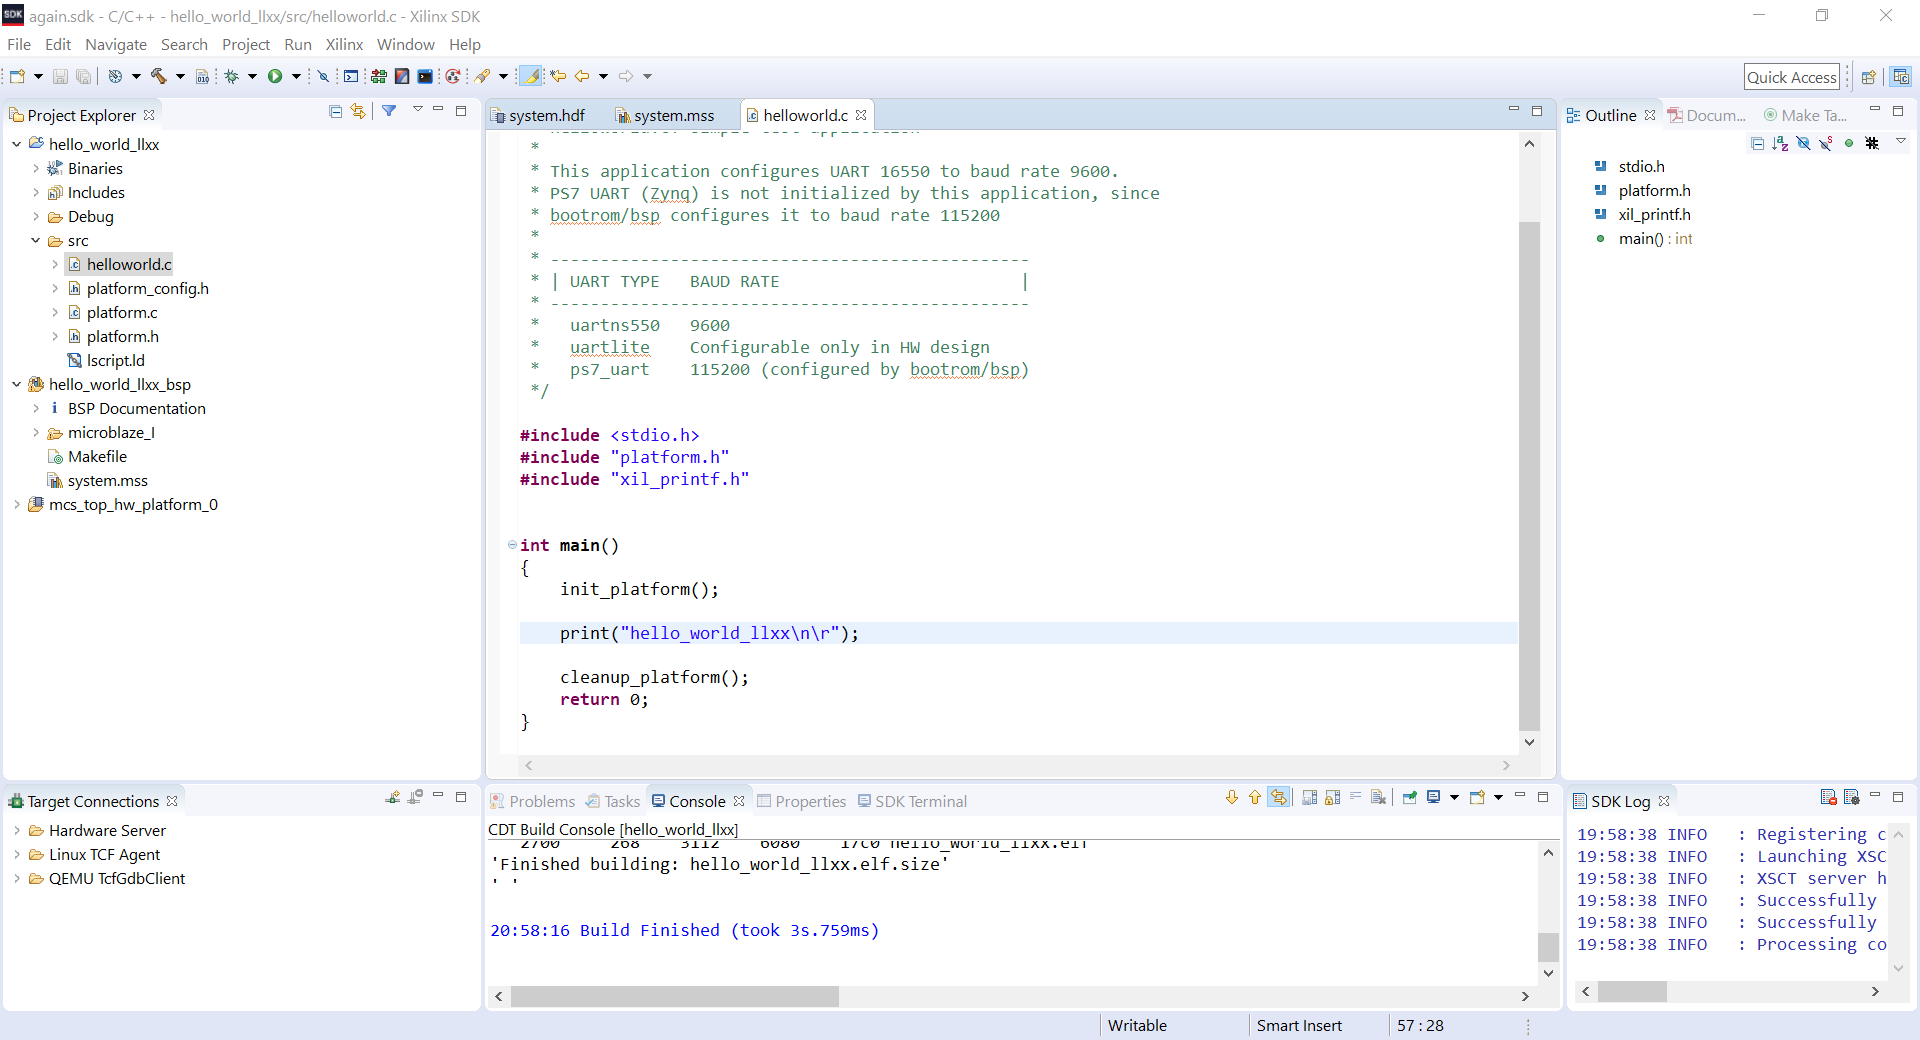 SDK again.sdk - C/C++ - hello_world_llxx/src/helloworld.c - Xilinx SDK
File Edit Navigate Search Project Run Xilinx Window Help
Quick Access
Project Explorer
hello_world_llxx
Binaries
Includes
Debug
src
helloworld.c
platform_config.h
platform.c
platform.h
lscript.ld
hello_world_llxx_bsp
BSP Documentation
microblaze_I
Makefile
system.mss
mcs_top_hw_platform_0
system.hdf system.mss helloworld.c
*
* This application configures UART 16550 to baud rate 9600.
* PS7 UART (Zynq) is not initialized by this application, since
* bootrom/bsp configures it to baud rate 115200
*
* ------------------------------------------------
* | UART TYPE   BAUD RATE                        |
* ------------------------------------------------
*   uartns550   9600
*   uartlite    Configurable only in HW design
*   ps7_uart    115200 (configured by bootrom/bsp)
*/
#include <stdio.h>
#include "platform.h"
#include "xil_printf.h"
int main()
{
init_platform();
print("hello_world_llxx\n\r");
cleanup_platform();
return 0;
}
Outline Docum... Make Ta...
stdio.h
platform.h
xil_printf.h
main() : int
Target Connections
Hardware Server
Linux TCF Agent
QEMU TcfGdbClient
Problems Tasks Console Properties SDK Terminal
CDT Build Console [hello_world_llxx]
2700 268 3112 6080 17c0 hello_world_llxx.elf
'Finished building: hello_world_llxx.elf.size'
' '
20:58:16 Build Finished (took 3s.759ms)
SDK Log
19:58:38 INFO : Registering c
19:58:38 INFO : Launching XSC
19:58:38 INFO : XSCT server h
19:58:38 INFO : Successfully
19:58:38 INFO : Successfully
19:58:38 INFO : Processing co
Writable Smart Insert 57 : 28